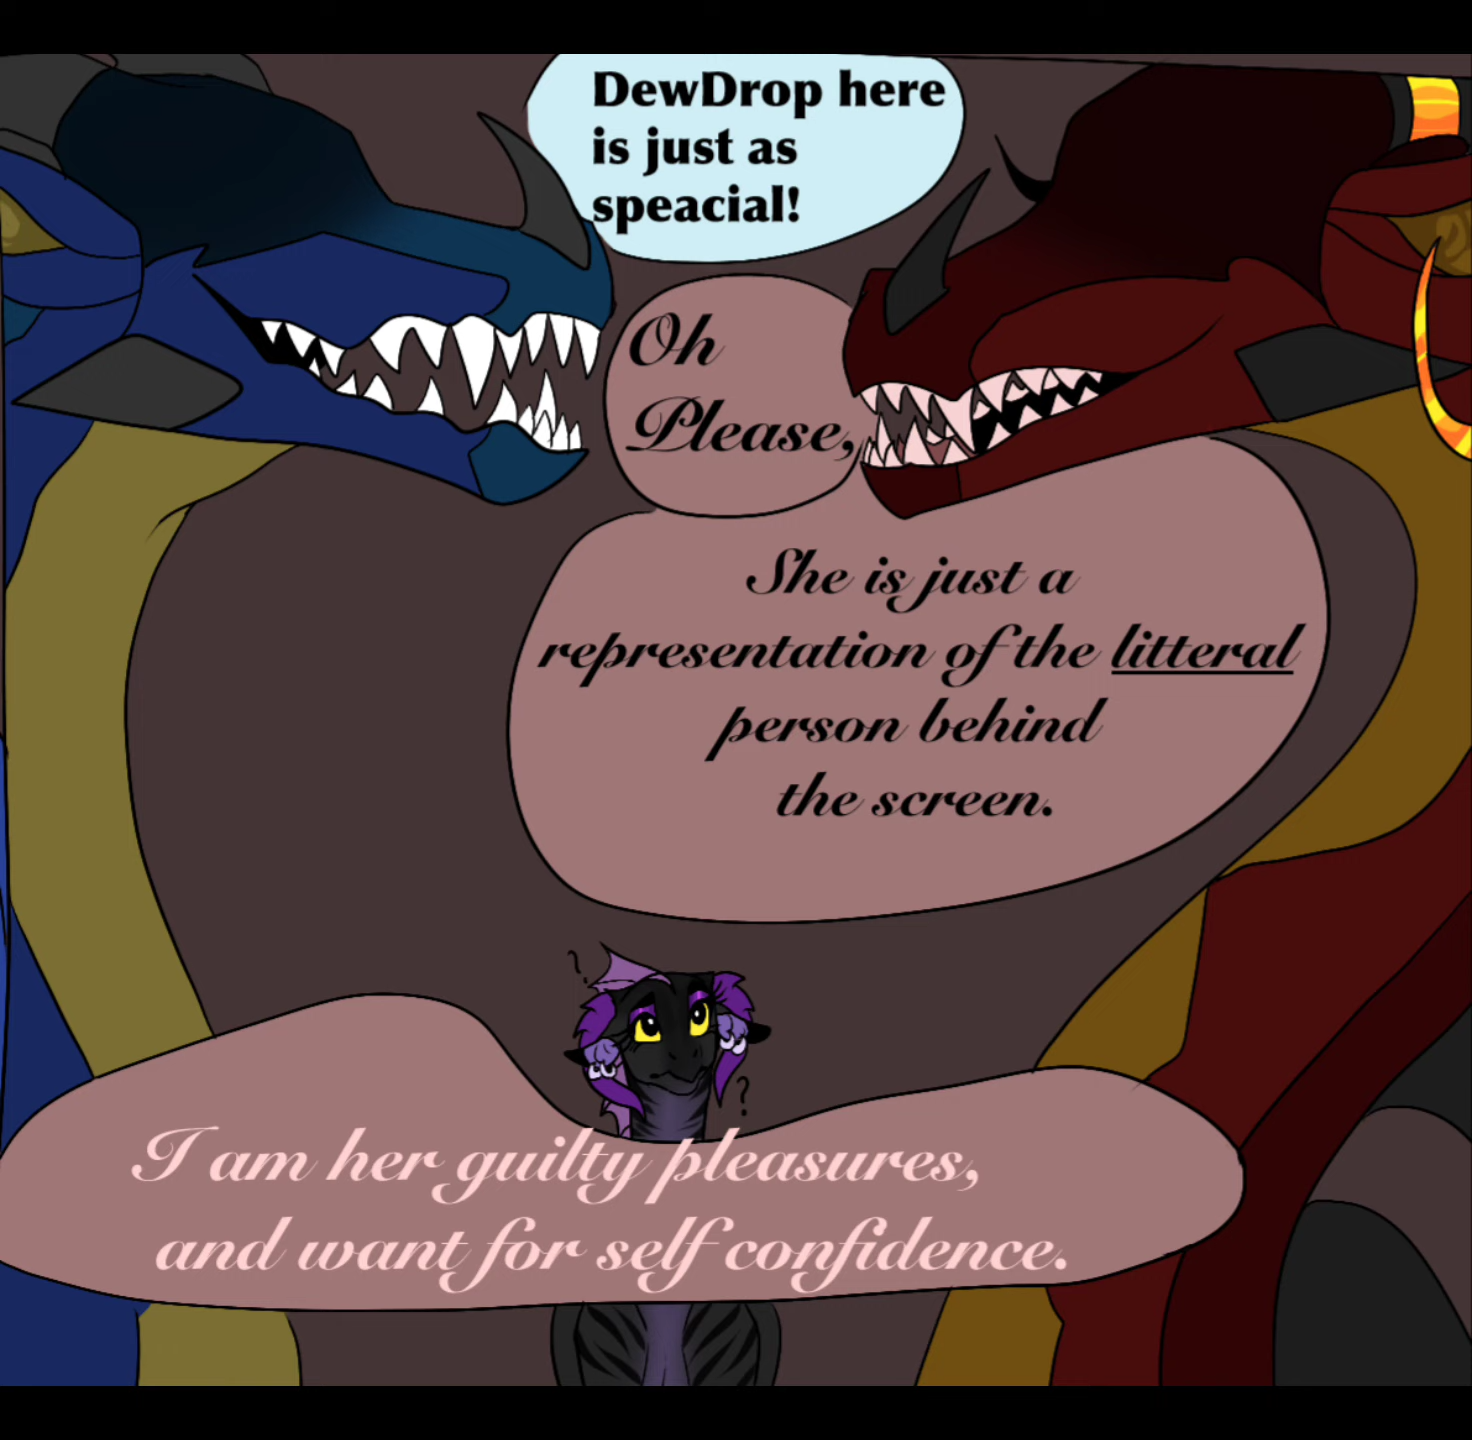 DewDrop here
is just as
speacial!
Oh
Please,
She is just a
representation of the litteral
person behind
the screen.
?
?
I am her guilty pleasures,
and want for self confidence.